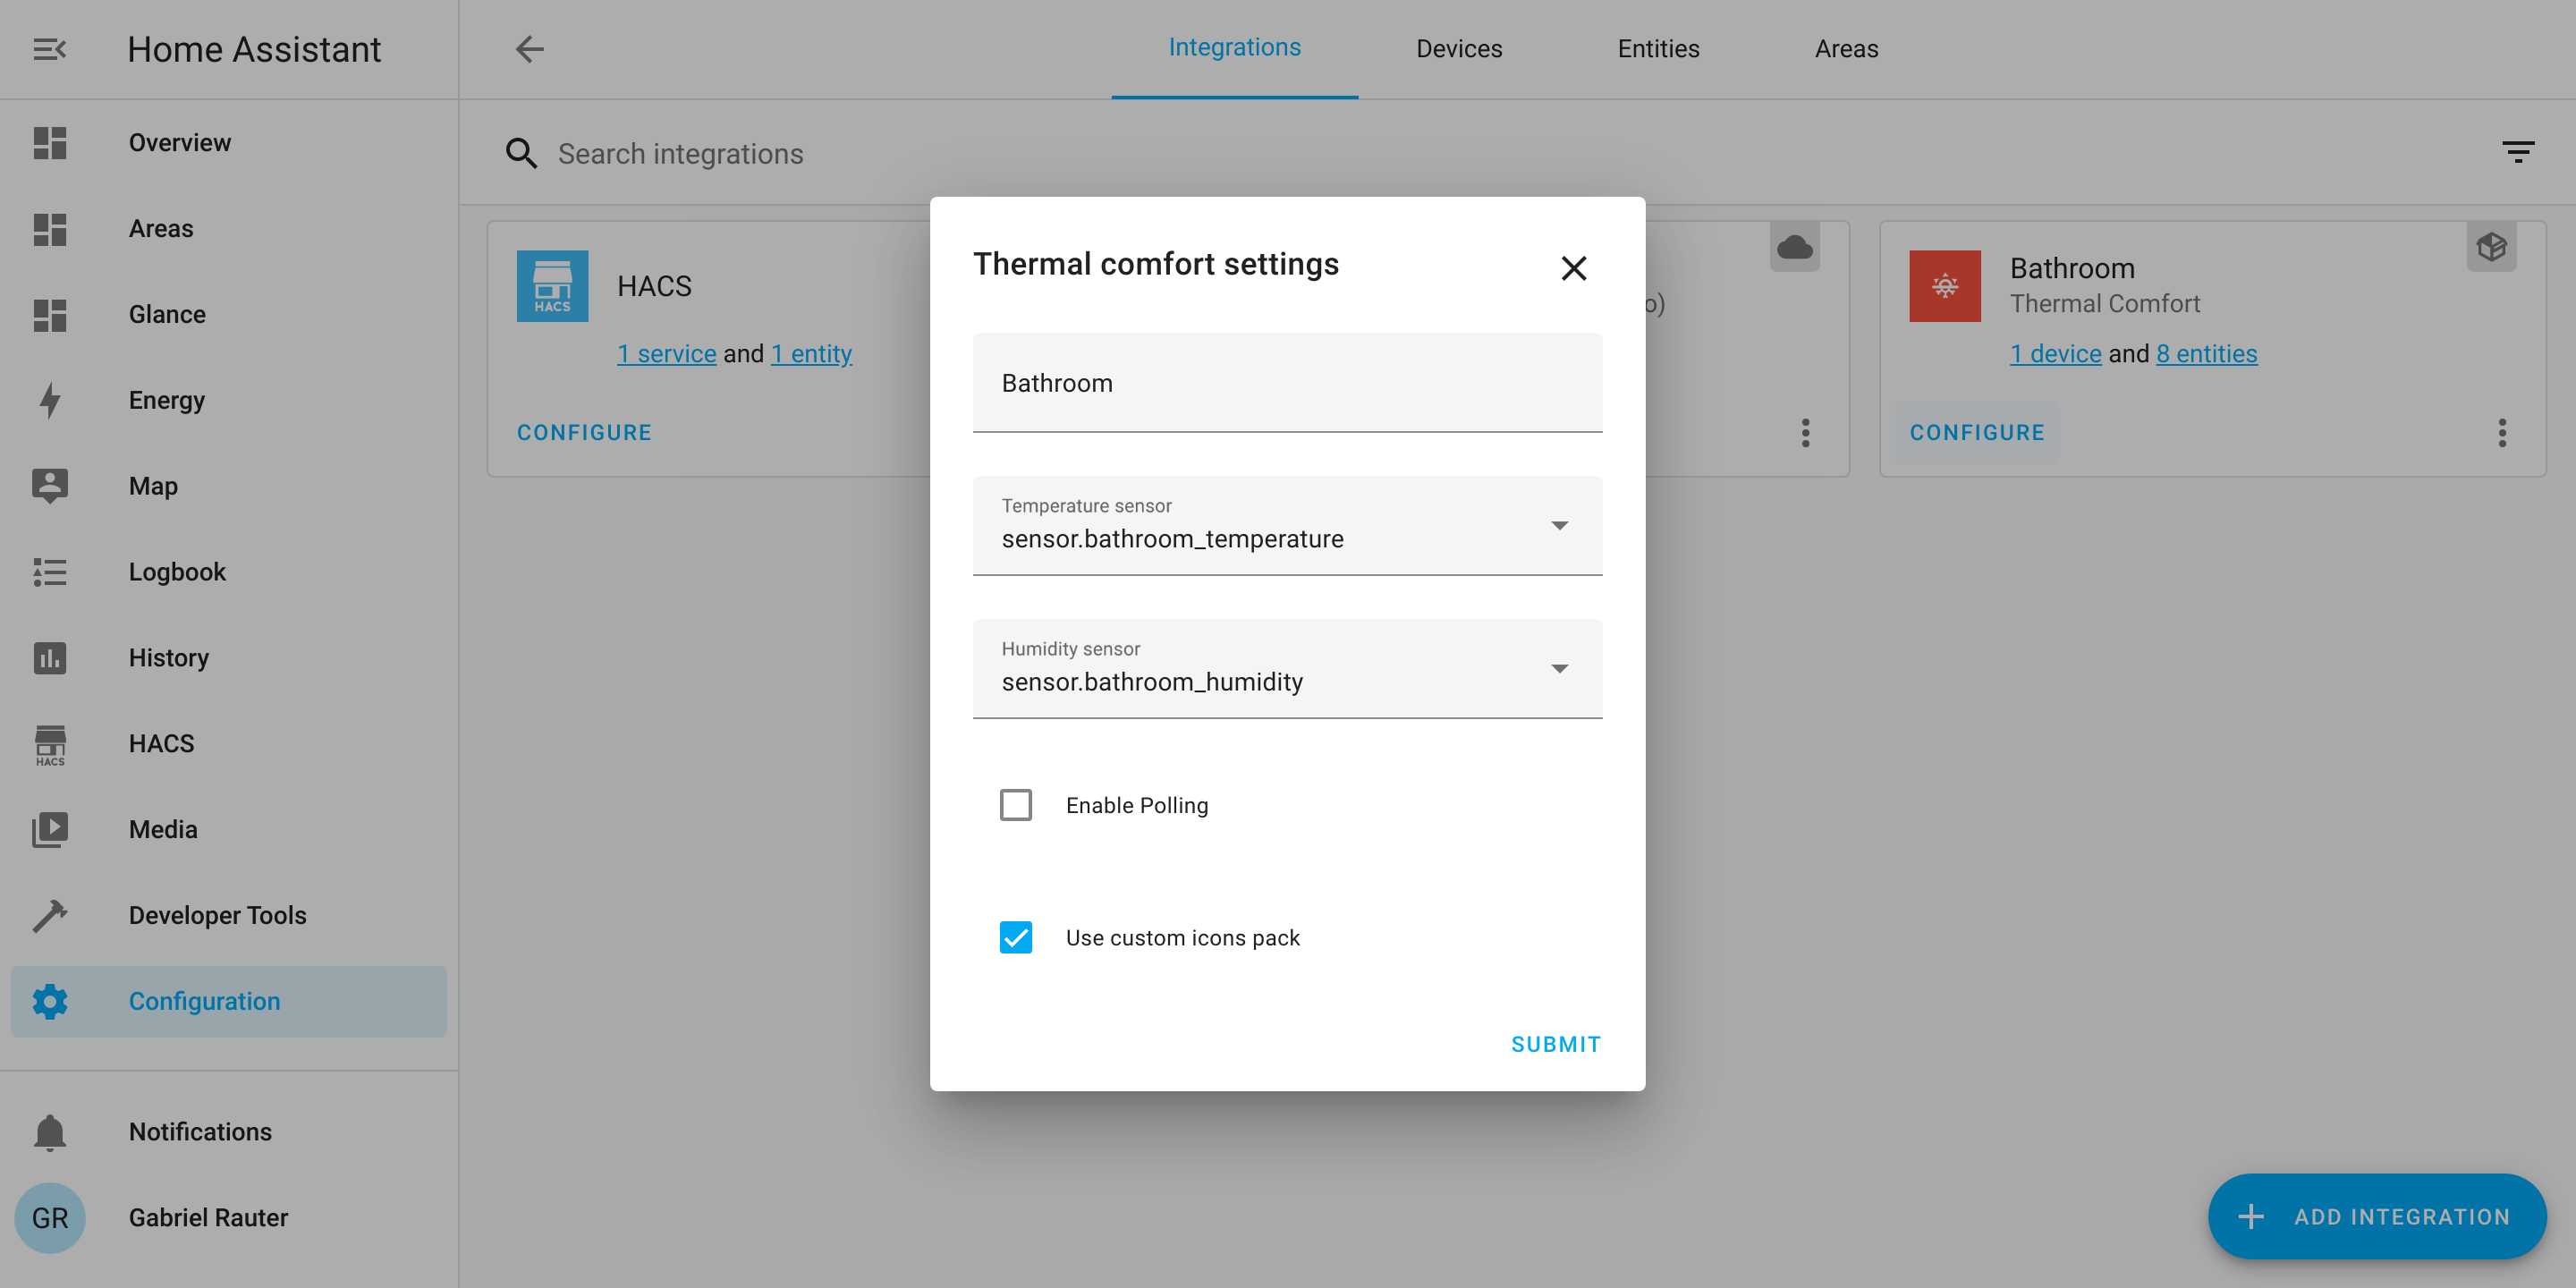 Home Assistant
Integrations
Devices
Entities
Areas
Search integrations
Overview
Areas
Glance
Energy
Map
Logbook
History
HACS
HACS
Media
Developer Tools
Configuration
Notifications
GR
Gabriel Rauter
HACS
HACS
1 service and 1 entity
CONFIGURE
o)
Bathroom
Thermal Comfort
1 device and 8 entities
CONFIGURE
Thermal comfort settings
Bathroom
Temperature sensor
sensor.bathroom_temperature
Humidity sensor
sensor.bathroom_humidity
Enable Polling
Use custom icons pack
SUBMIT
ADD INTEGRATION